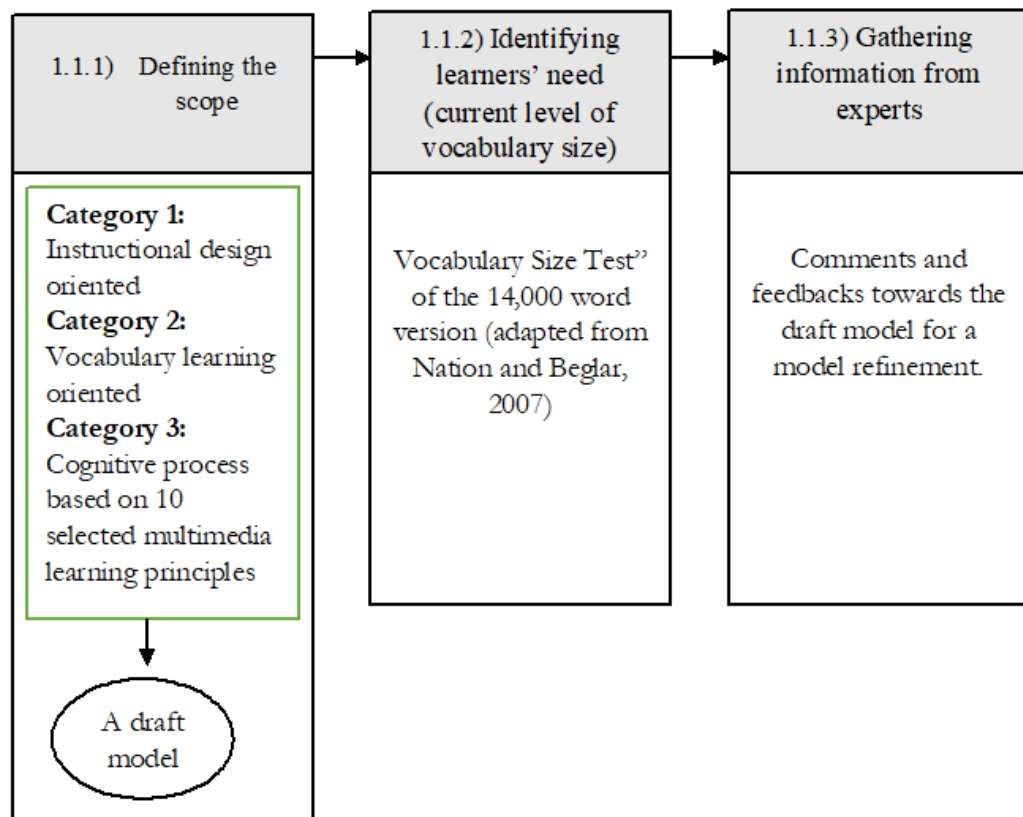 1.1.1) Defining the
scope
Category 1:
Instructional design
oriented
Category 2:
Vocabulary learning
oriented
Category 3:
Cognitive process
based on 10
selected multimedia
learning principles
A draft
model
1.1.2) Identifying
learners’ need
(current level of
vocabulary size)
Vocabulary Size Test”
of the 14,000 word
version (adapted from
Nation and Beglar,
2007)
1.1.3) Gathering
information from
experts
Comments and
feedbacks towards the
draft model for a
model refinement.